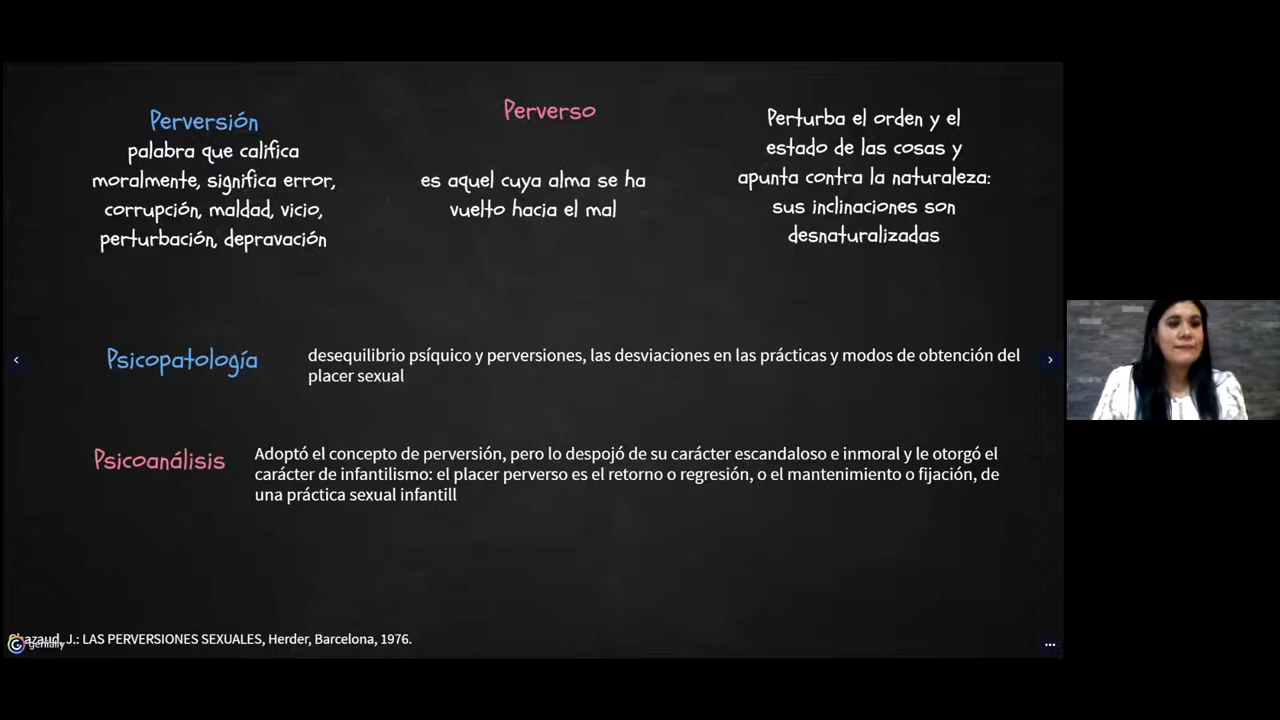 Perversión
palabra que califica
moralmente, significa error,
corrupción, maldad, vicio,
perturbación, depravación
Perverso
es aquel cuya alma se ha
vuelto hacia el mal
Perturba el orden y el
estado de las cosas y
apunta contra la naturaleza:
sus inclinaciones son
desnaturalizadas
Psicopatología
desequilibrio psíquico y perversiones, las desviaciones en las prácticas y modos de obtención del
placer sexual
Psicoanálisis
Adoptó el concepto de perversión, pero lo despojó de su carácter escandaloso e inmoral y le otorgó el
carácter de infantilismo: el placer perverso es el retorno o regresión, o el mantenimiento o fijación, de
una práctica sexual infantill
Chazaud, J.: LAS PERVERSIONES SEXUALES, Herder, Barcelona, 1976.
genially